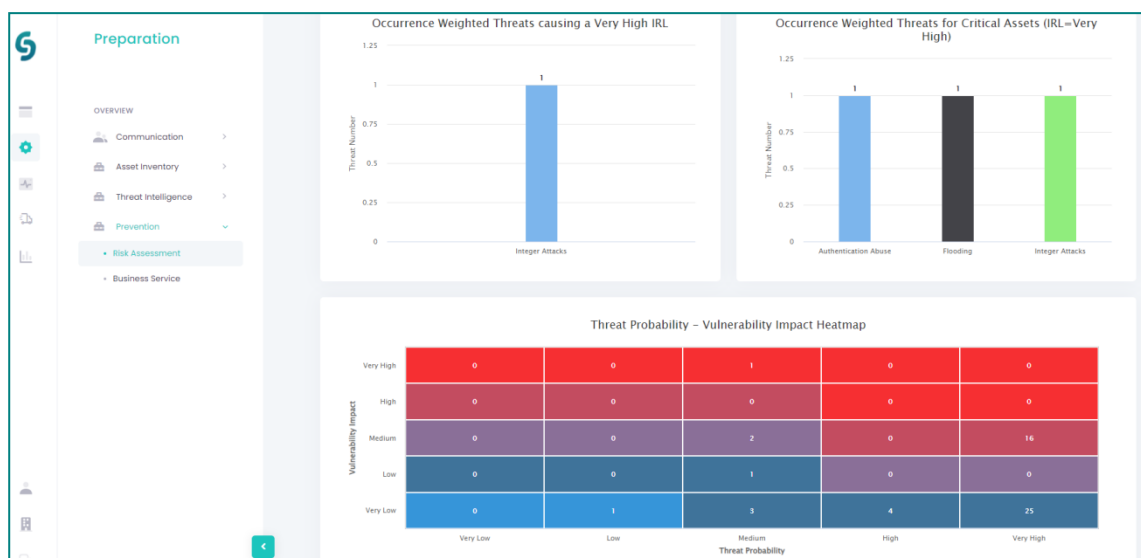 Preparation
OVERVIEW
Communication
Asset Inventory
Threat Intelligence
Prevention
Risk Assessment
Business Service
Occurrence Weighted Threats causing a Very High IRL
1.25
1
0.75
0.5
0.25
0
Threat Number
1
Integer Attacks
Occurrence Weighted Threats for Critical Assets (IRL=Very
High)
1.25
1
0.75
0.5
0.25
0
Threat Number
1 1 1
Authentication Abuse Flooding Integer Attacks
Threat Probability - Vulnerability Impact Heatmap
Vulnerability Impact
Very High 0 0 1 0 0
High 0 0 0 0 0
Medium 0 0 2 0 16
Low 0 0 1 0 0
Very Low 0 1 3 4 25
Very Low Low Medium High Very High
Threat Probability